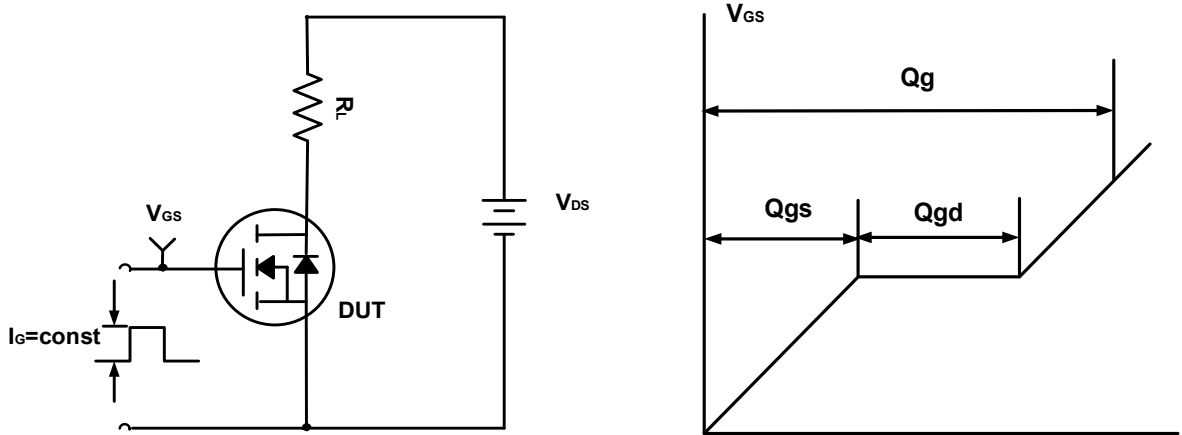 RL
VDS
VGS
DUT
IG=const
VGS
Qg
Qgs
Qgd